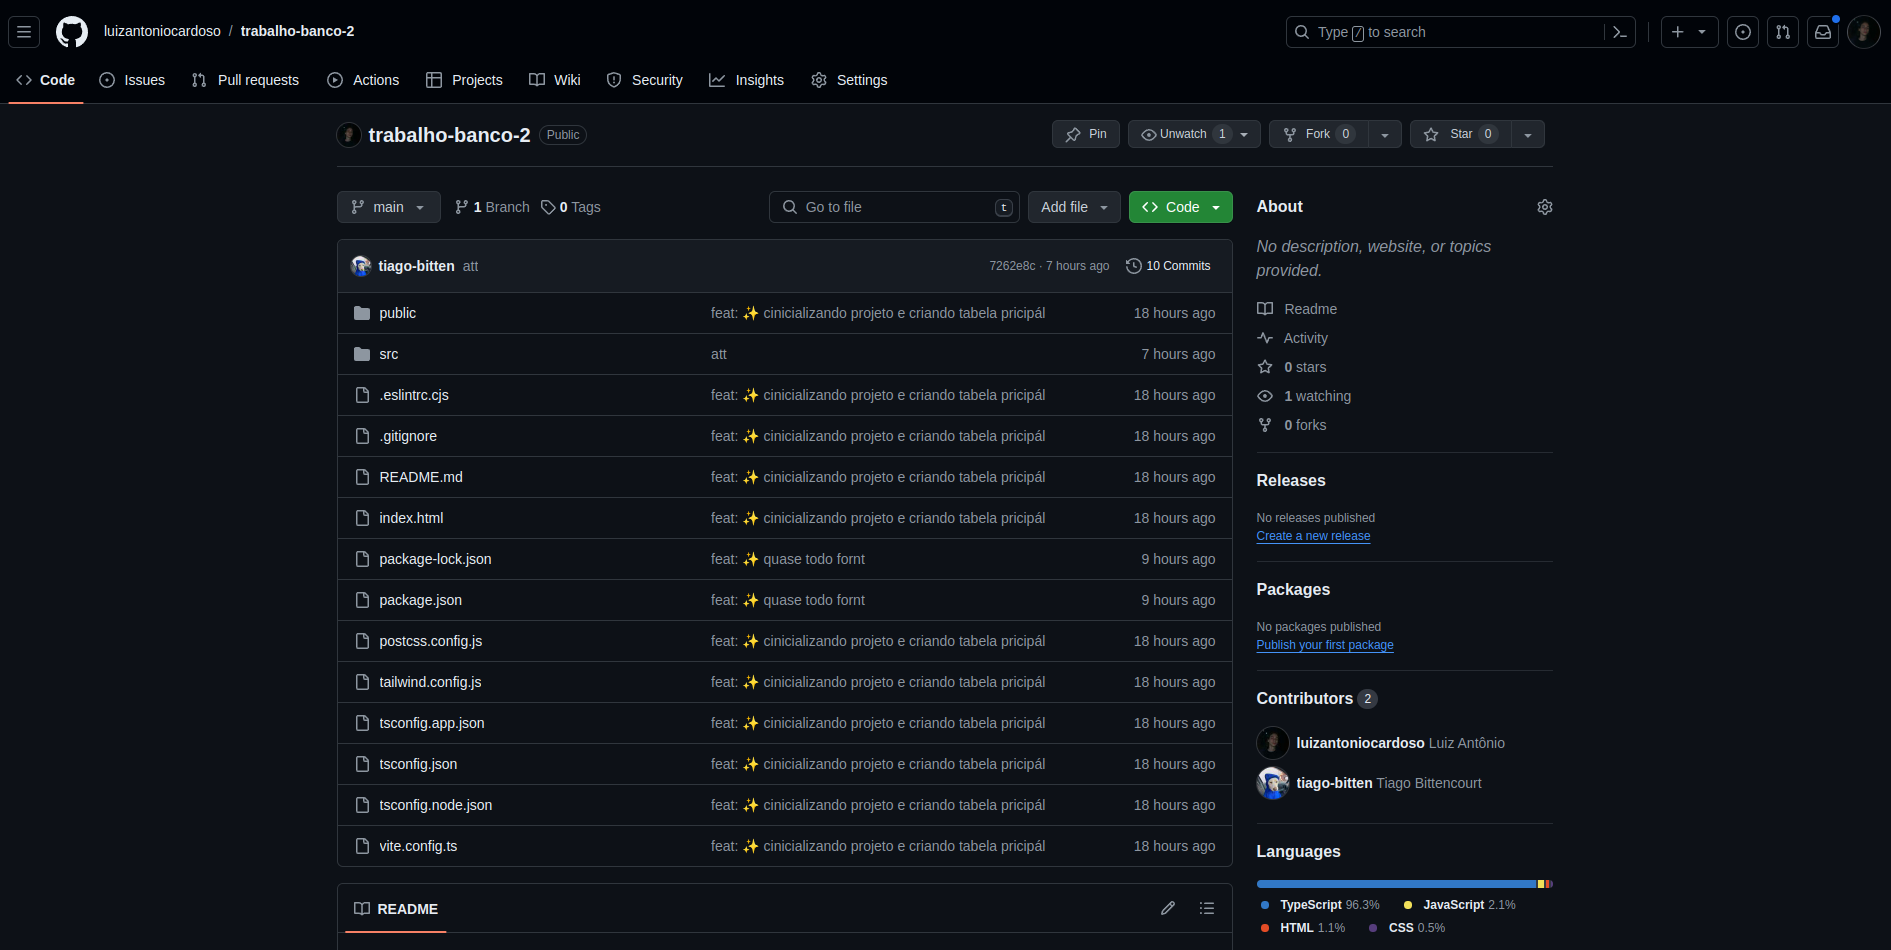 luizantoniocardoso / trabalho-banco-2
Type / to search
Code Issues Pull requests Actions Projects Wiki Security Insights Settings
trabalho-banco-2 Public
Pin Unwatch 1 Fork 0 Star 0
main 1 Branch 0 Tags Go to file t Add file Code
tiago-bitten att 7262e8c · 7 hours ago 10 Commits
public feat: ✨ cinicializando projeto e criando tabela pricipál 18 hours ago
src att 7 hours ago
.eslintrc.cjs feat: ✨ cinicializando projeto e criando tabela pricipál 18 hours ago
.gitignore feat: ✨ cinicializando projeto e criando tabela pricipál 18 hours ago
README.md feat: ✨ cinicializando projeto e criando tabela pricipál 18 hours ago
index.html feat: ✨ cinicializando projeto e criando tabela pricipál 18 hours ago
package-lock.json feat: ✨ quase todo fornt 9 hours ago
package.json feat: ✨ quase todo fornt 9 hours ago
postcss.config.js feat: ✨ cinicializando projeto e criando tabela pricipál 18 hours ago
tailwind.config.js feat: ✨ cinicializando projeto e criando tabela pricipál 18 hours ago
tsconfig.app.json feat: ✨ cinicializando projeto e criando tabela pricipál 18 hours ago
tsconfig.json feat: ✨ cinicializando projeto e criando tabela pricipál 18 hours ago
tsconfig.node.json feat: ✨ cinicializando projeto e criando tabela pricipál 18 hours ago
vite.config.ts feat: ✨ cinicializando projeto e criando tabela pricipál 18 hours ago
README
About
No description, website, or topics
provided.
Readme
Activity
0 stars
1 watching
0 forks
Releases
No releases published
Create a new release
Packages
No packages published
Publish your first package
Contributors 2
luizantoniocardoso Luiz Antônio
tiago-bitten Tiago Bittencourt
Languages
TypeScript 96.3% JavaScript 2.1%
HTML 1.1% CSS 0.5%